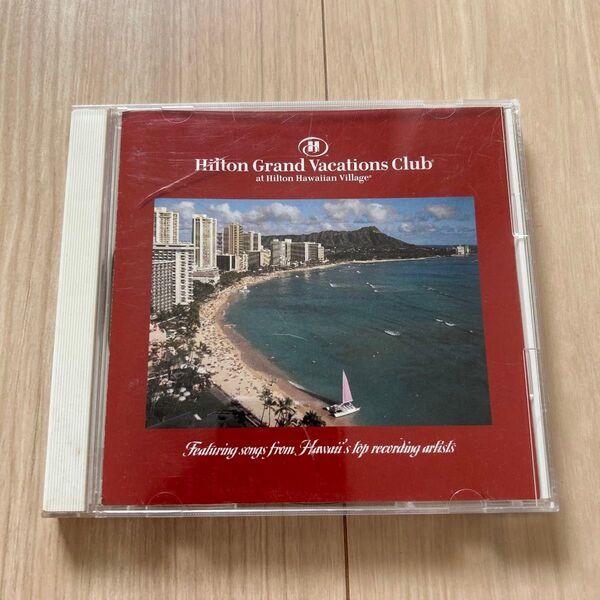 H
Hilton Grand Vacations Club®
at Hilton Hawaiian Village®
Featuring songs from Hawaii's top recording artists